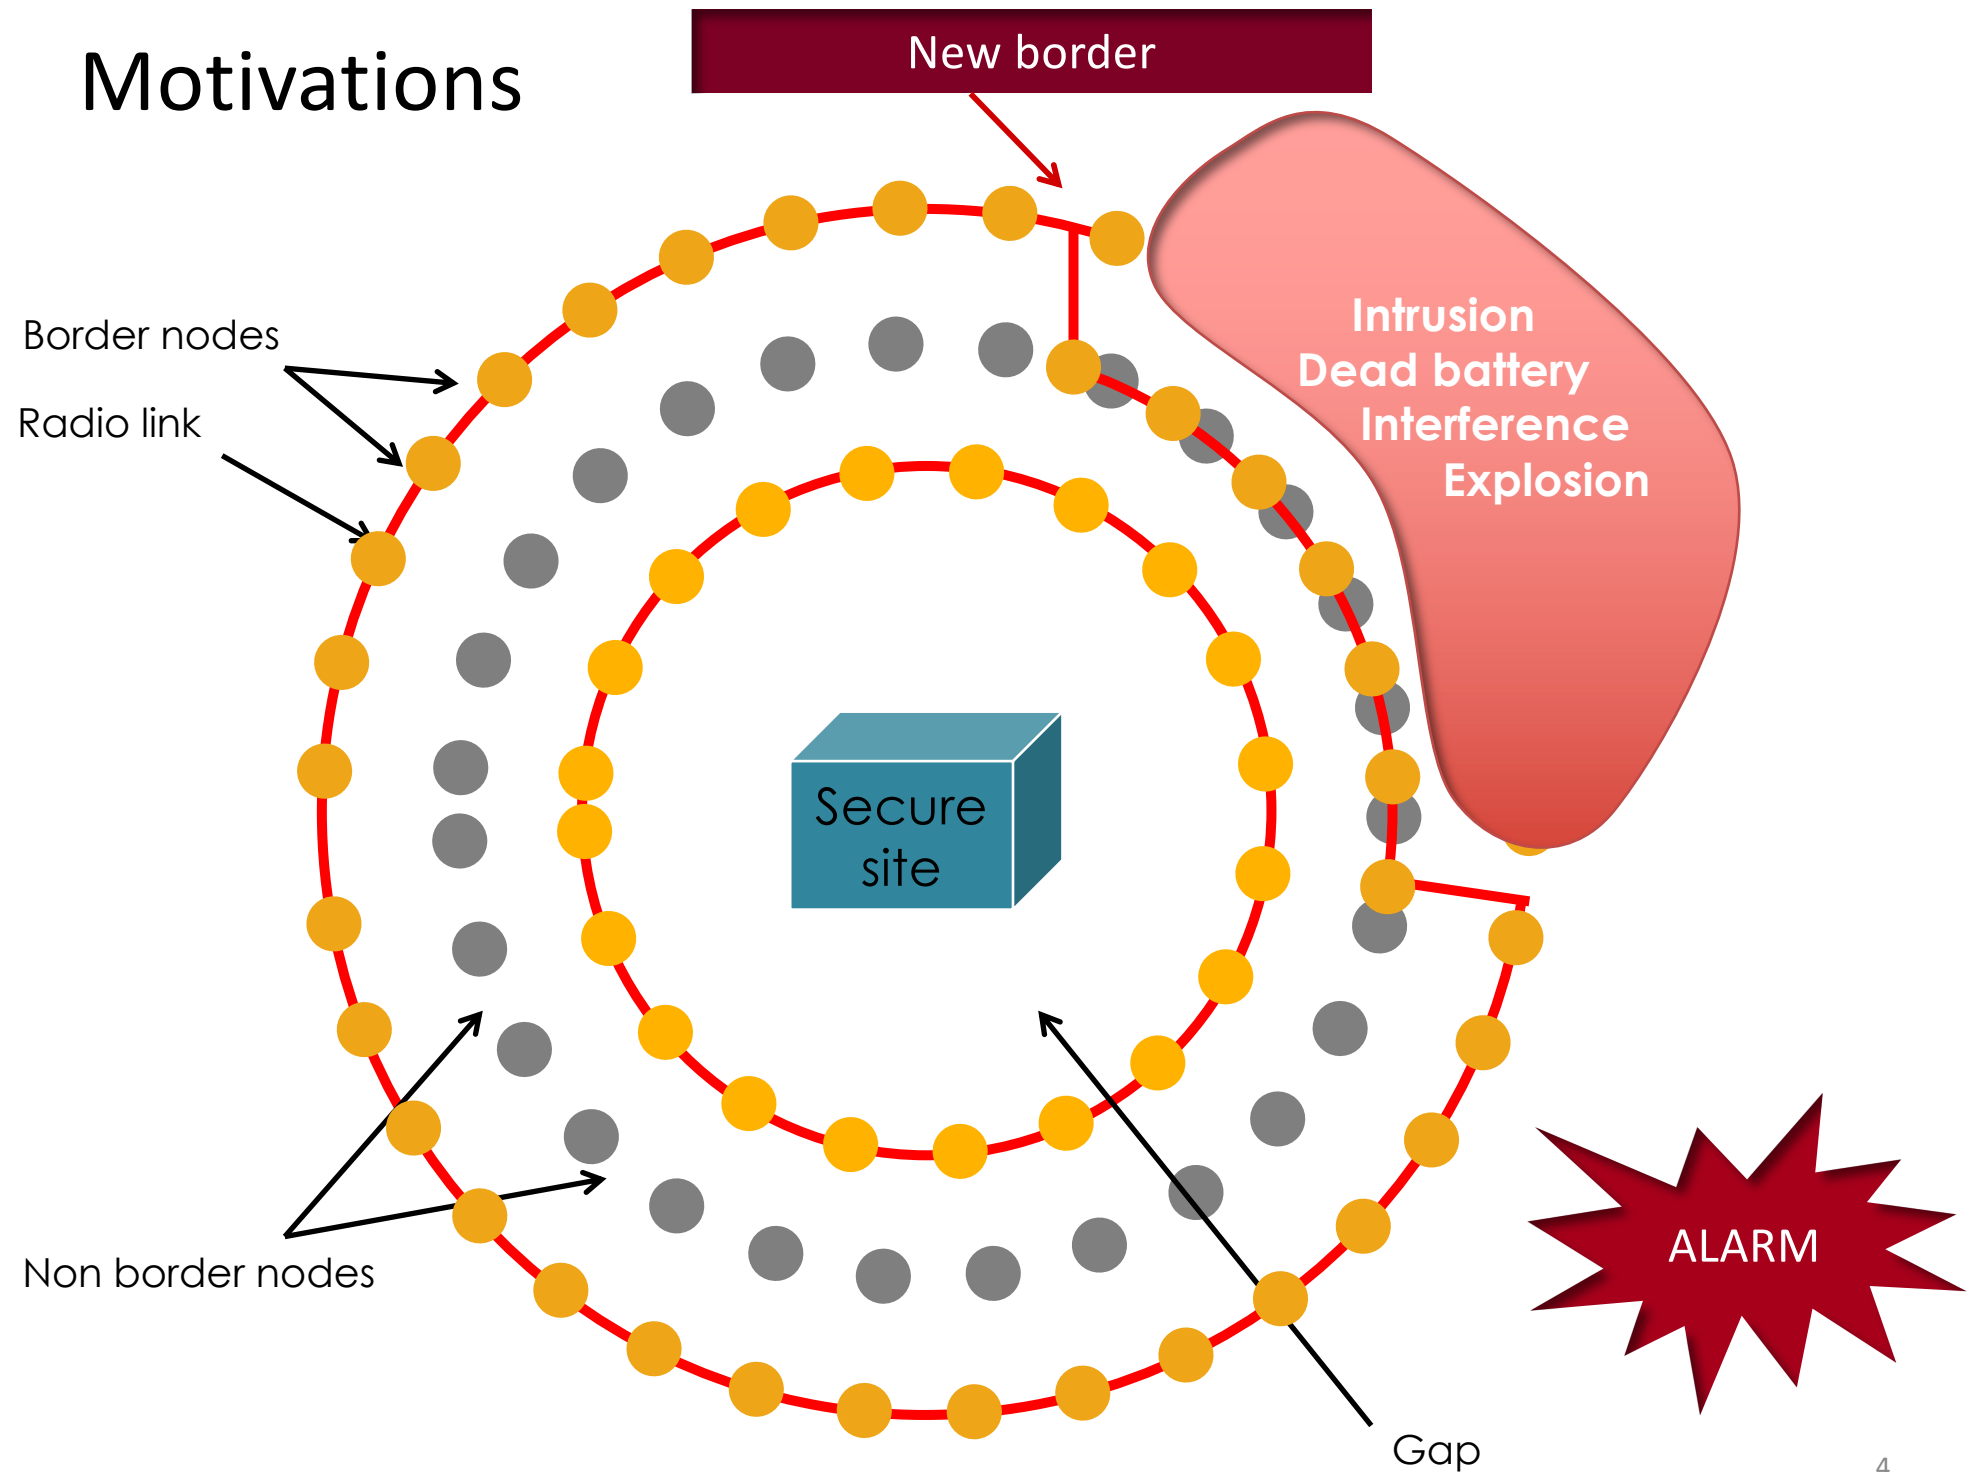 Motivations
New border
Border nodes
Radio link
Intrusion
Dead battery
Interference
Explosion
Secure
site
Non border nodes
ALARM
Gap
4